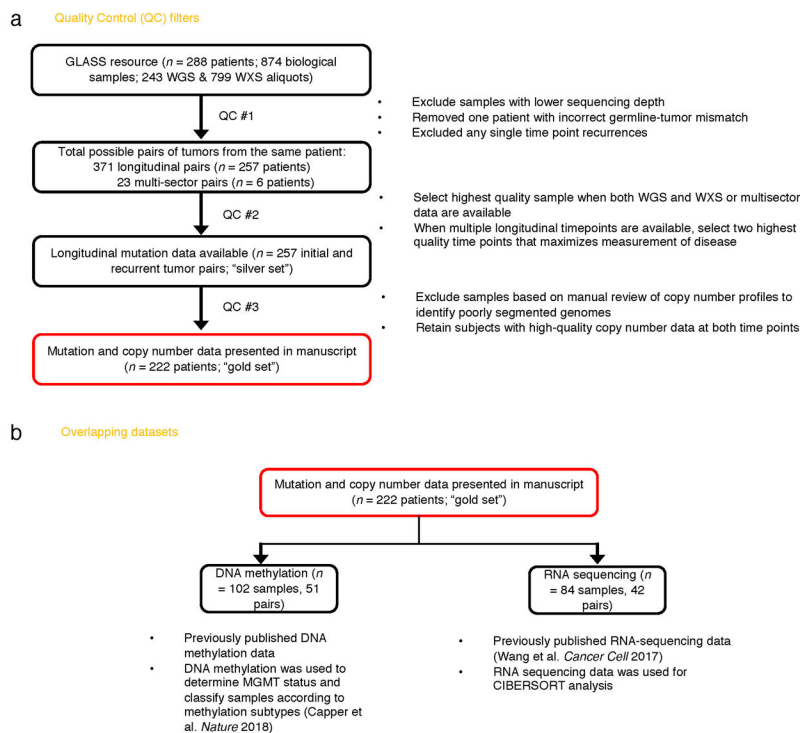 a
Quality Control (QC) filters
GLASS resource (n = 288 patients; 874 biological
samples; 243 WGS & 799 WXS aliquots)
QC #1
• Exclude samples with lower sequencing depth
• Removed one patient with incorrect germline-tumor mismatch
• Excluded any single time point recurrences
Total possible pairs of tumors from the same patient:
371 longitudinal pairs (n = 257 patients)
23 multi-sector pairs (n = 6 patients)
QC #2
• Select highest quality sample when both WGS and WXS or multisector
data are available
• When multiple longitudinal timepoints are available, select two highest
quality time points that maximizes measurement of disease
Longitudinal mutation data available (n = 257 initial and
recurrent tumor pairs; “silver set”)
QC #3
• Exclude samples based on manual review of copy number profiles to
identify poorly segmented genomes
• Retain subjects with high-quality copy number data at both time points
Mutation and copy number data presented in manuscript
(n = 222 patients; “gold set”)
b
Overlapping datasets
Mutation and copy number data presented in manuscript
(n = 222 patients; “gold set”)
DNA methylation (n
= 102 samples, 51
pairs)
• Previously published DNA
methylation data
• DNA methylation was used to
determine MGMT status and
classify samples according to
methylation subtypes (Capper
et al. Nature 2018)
RNA sequencing (n
= 84 samples, 42
pairs)
• Previously published RNA-sequencing data
(Wang et al. Cancer Cell 2017)
• RNA sequencing data was used for
CIBERSORT analysis